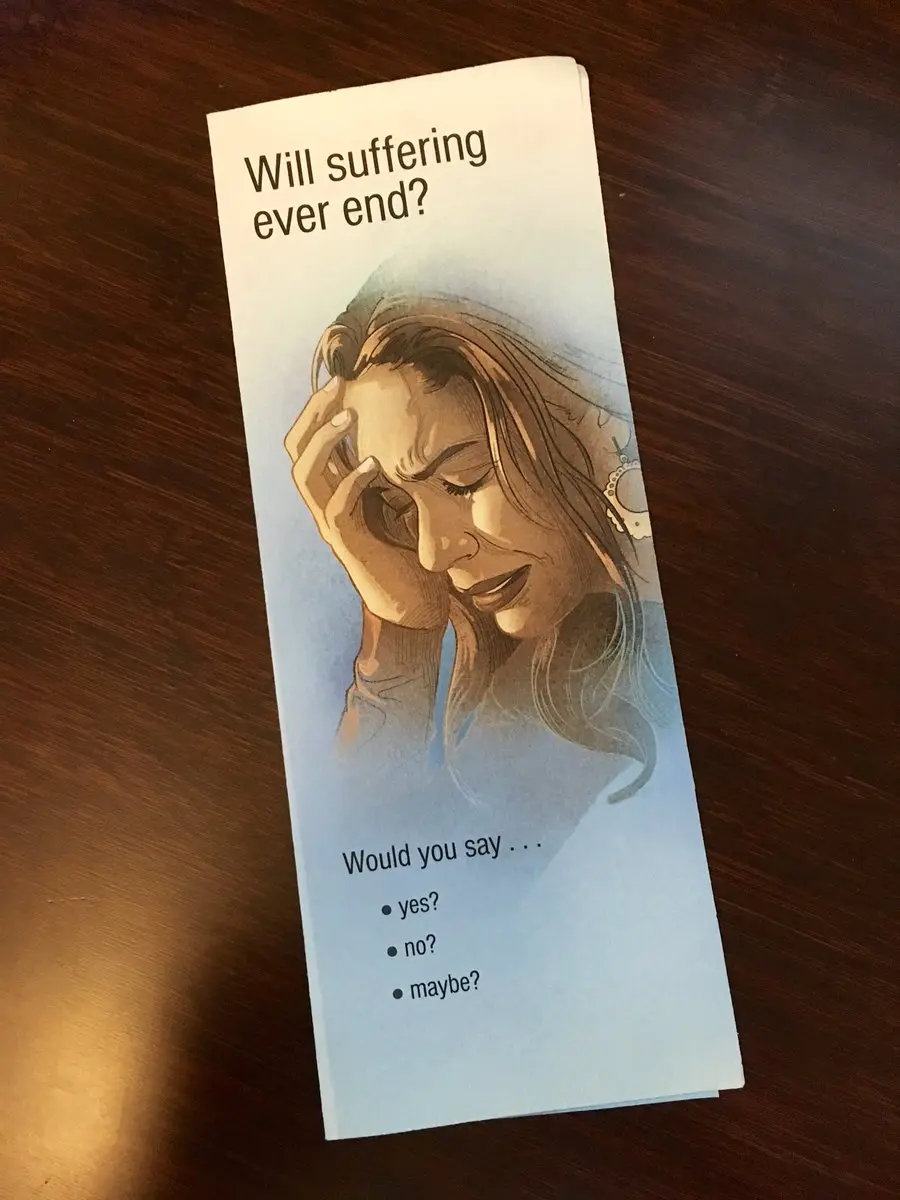 Will suffering
ever end?
Would you say . . .
• yes?
• no?
• maybe?